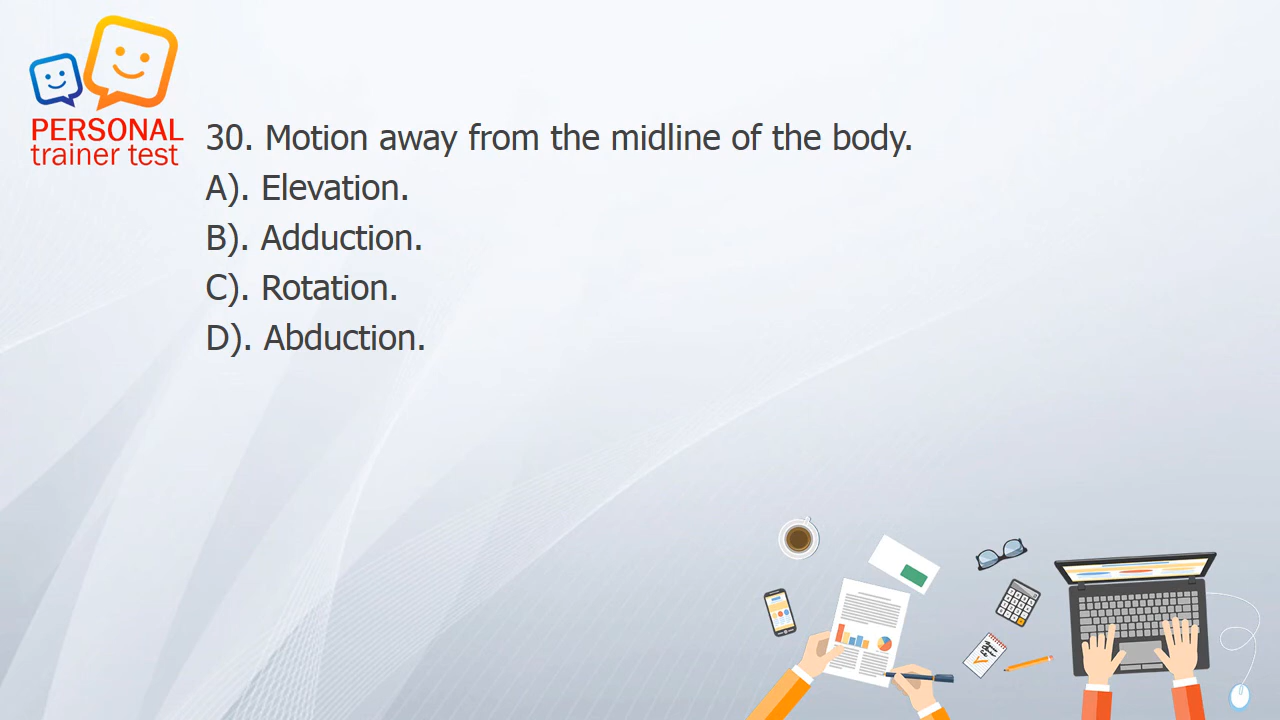 PERSONAL
trainer test
30. Motion away from the midline of the body.
A). Elevation.
B). Adduction.
C). Rotation.
D). Abduction.